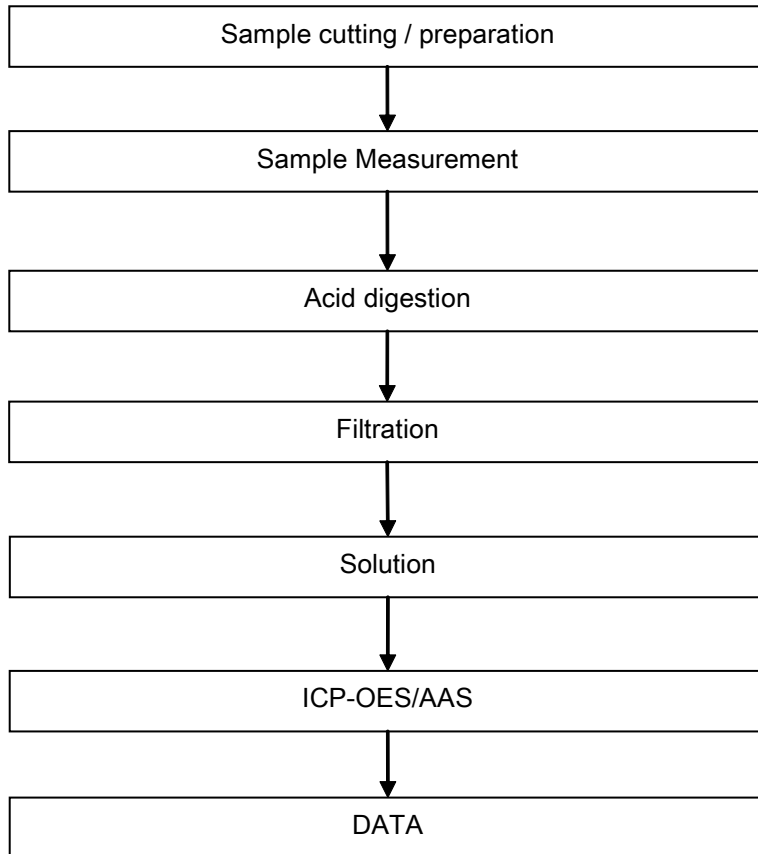 Sample cutting / preparation
Sample Measurement
Acid digestion
Filtration
Solution
ICP-OES/AAS
DATA